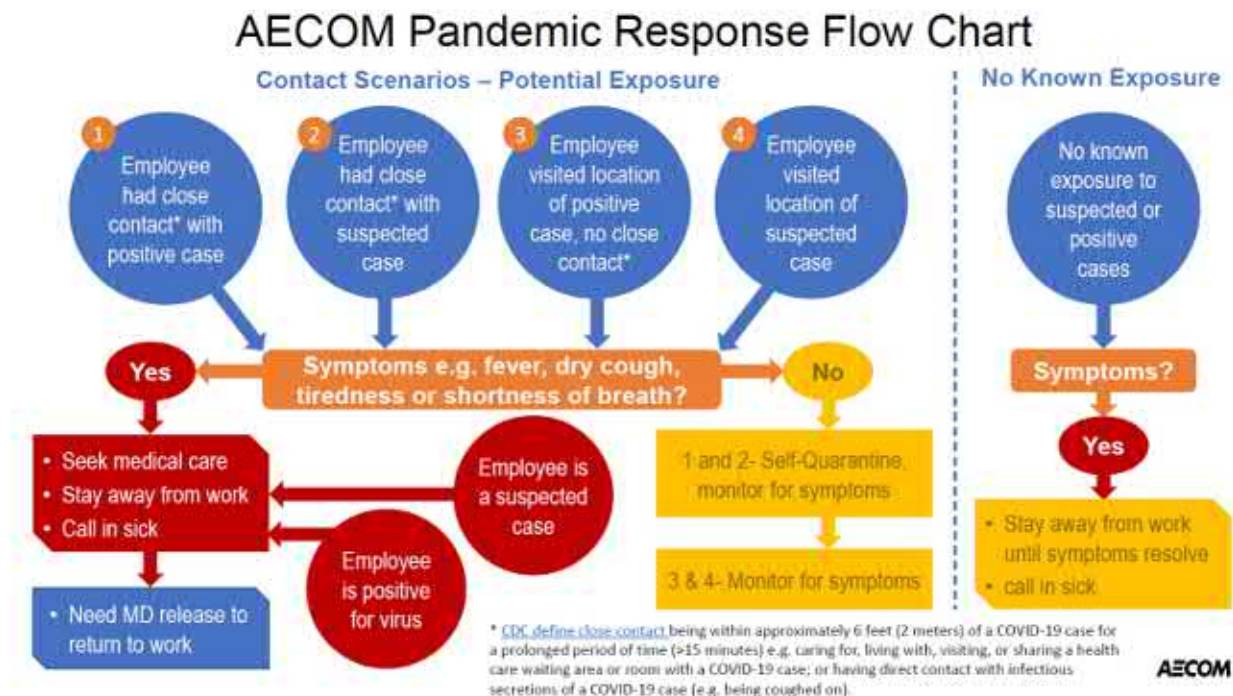 AECOM Pandemic Response Flow Chart
Contact Scenarios – Potential Exposure
No Known Exposure
1
Employee
had close
contact* with
positive case
2
Employee
had close
contact* with
suspected
case
3
Employee
visited location
of positive
case, no close
contact*
4
Employee
visited
location of
suspected
case
No known
exposure to
suspected or
positive
cases
Yes
Symptoms e.g. fever, dry cough,
tiredness or shortness of breath?
No
Symptoms?
Yes
• Seek medical care
• Stay away from work
• Call in sick
Employee is
a suspected
case
Employee
is positive
for virus
• Need MD release to
return to work
1 and 2- Self-Quarantine,
monitor for symptoms
3 & 4- Monitor for symptoms
• Stay away from work
until symptoms resolve
• call in sick
* CDC define close contact being within approximately 6 feet (2 meters) of a COVID-19 case for
a prolonged period of time (>15 minutes) e.g. caring for, living with, visiting, or sharing a health
care waiting area or room with a COVID-19 case; or having direct contact with infectious
secretions of a COVID-19 case (e.g. being coughed on).
AECOM